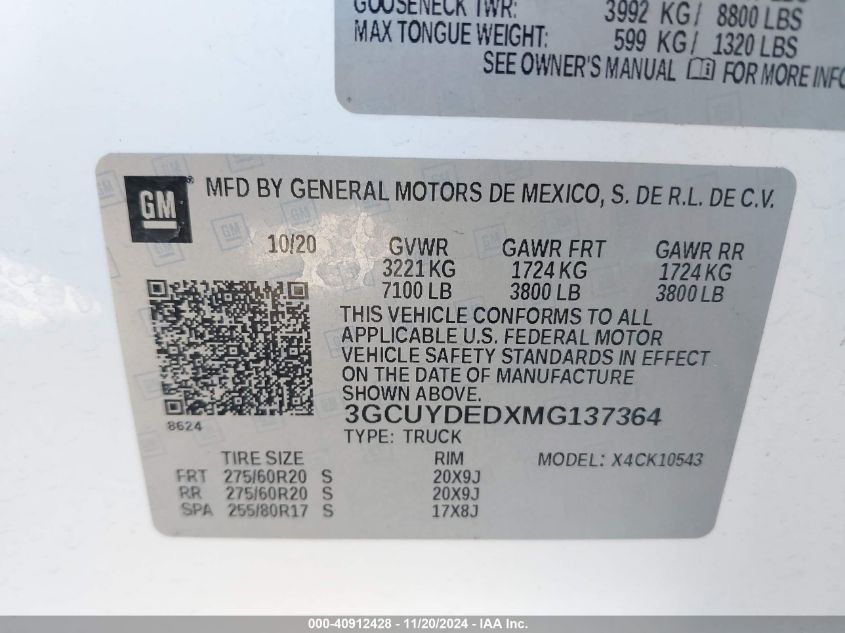 GOOSENECK TWR: 3992 KG/ 8800 LBS
MAX TONGUE WEIGHT: 599 KG/ 1320 LBS
SEE OWNER'S MANUAL FOR MORE INFO
GM
MFD BY GENERAL MOTORS DE MEXICO, S. DE R.L. DE C.V.
10/20 GVWR GAWR FRT GAWR RR
3221 KG 1724 KG 1724 KG
7100 LB 3800 LB 3800 LB
THIS VEHICLE CONFORMS TO ALL
APPLICABLE U.S. FEDERAL MOTOR
VEHICLE SAFETY STANDARDS IN EFFECT
ON THE DATE OF MANUFACTURE
SHOWN ABOVE.
3GCUYDEDXMG137364
8624
TYPE: TRUCK
TIRE SIZE RIM MODEL: X4CK10543
FRT 275/60R20 S 20X9J
RR 275/60R20 S 20X9J
SPA 255/80R17 S 17X8J
000-40912428 - 11/20/2024 - IAA Inc.